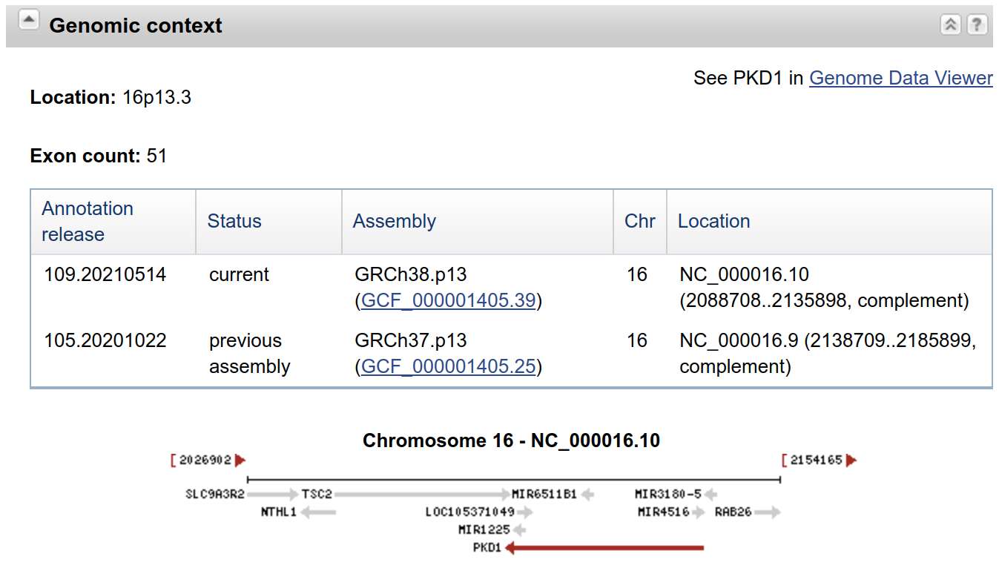 Genomic context
?
See PKD1 in Genome Data Viewer
Location: 16p13.3
Exon count: 51
Annotation release Status Assembly Chr Location
109.20210514 current GRCh38.p13 (GCF_000001405.39) 16 NC_000016.10 (2088708..2135898, complement)
105.20201022 previous assembly GRCh37.p13 (GCF_000001405.25) 16 NC_000016.9 (2138709..2185899, complement)
Chromosome 16 - NC_000016.10
[ 2026902 [ 2154165
SLC9A3R2 TSC2 MIR6511B1 MIR3180-5
NTHL1 LOC105371049 MIR4516 RAB26
MIR1225
PKD1